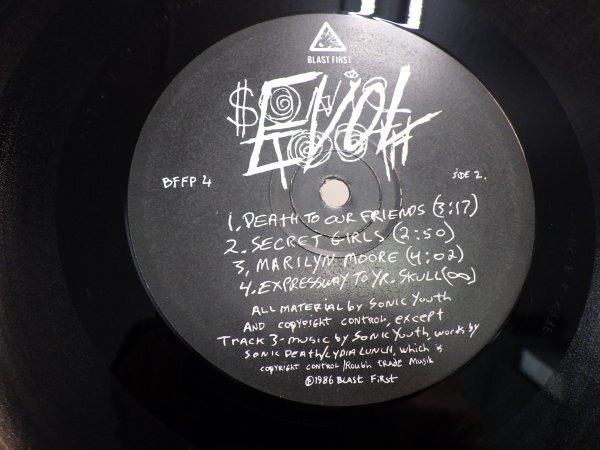 BLAST FIRST
$ONIC YOUTH
EVOL
BFFP 4
SIDE 2.
1. DEATH TO OUR FRIENDS (3:17)
2. SECRET GIRLS (2:50)
3, MARILYN MOORE (4:02)
4. EXPRESSWAY TO YR. SKULL (∞)
ALL MATERIAL by SONIC YOUTH
AND COPYRIGHT CONTROL, EXCEPT
TRACK 3 - MUSIC by SONIC YOUTH, WORDS by
SONIC DEATH/LYDIA LUNCH, WHICH IS
COPYRIGHT CONTROL/ROUGH TRADE MUSIK
©1986 BLAST FIRST